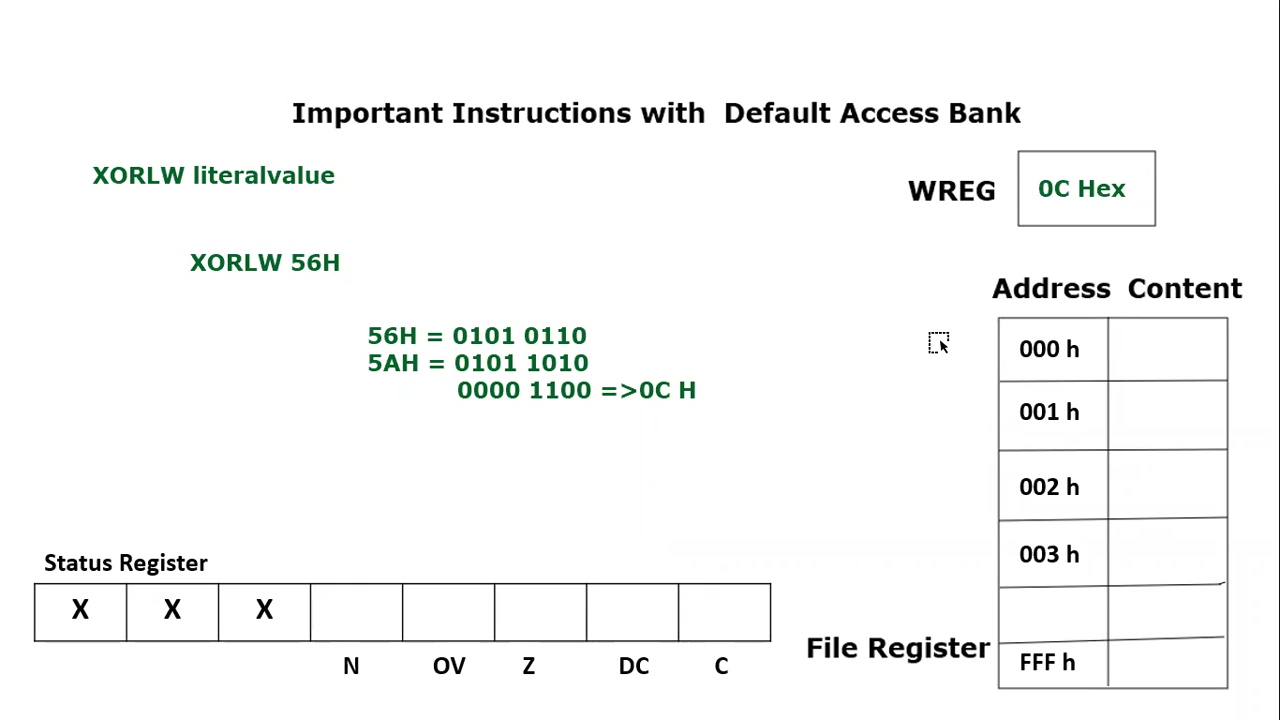 Important Instructions with Default Access Bank
XORLW literalvalue
WREG 0C Hex
XORLW 56H
Address Content
56H = 0101 0110
5AH = 0101 1010
0000 1100 =>0C H
000 h
001 h
002 h
003 h
Status Register
X X X
N OV Z DC C
File Register
FFF h